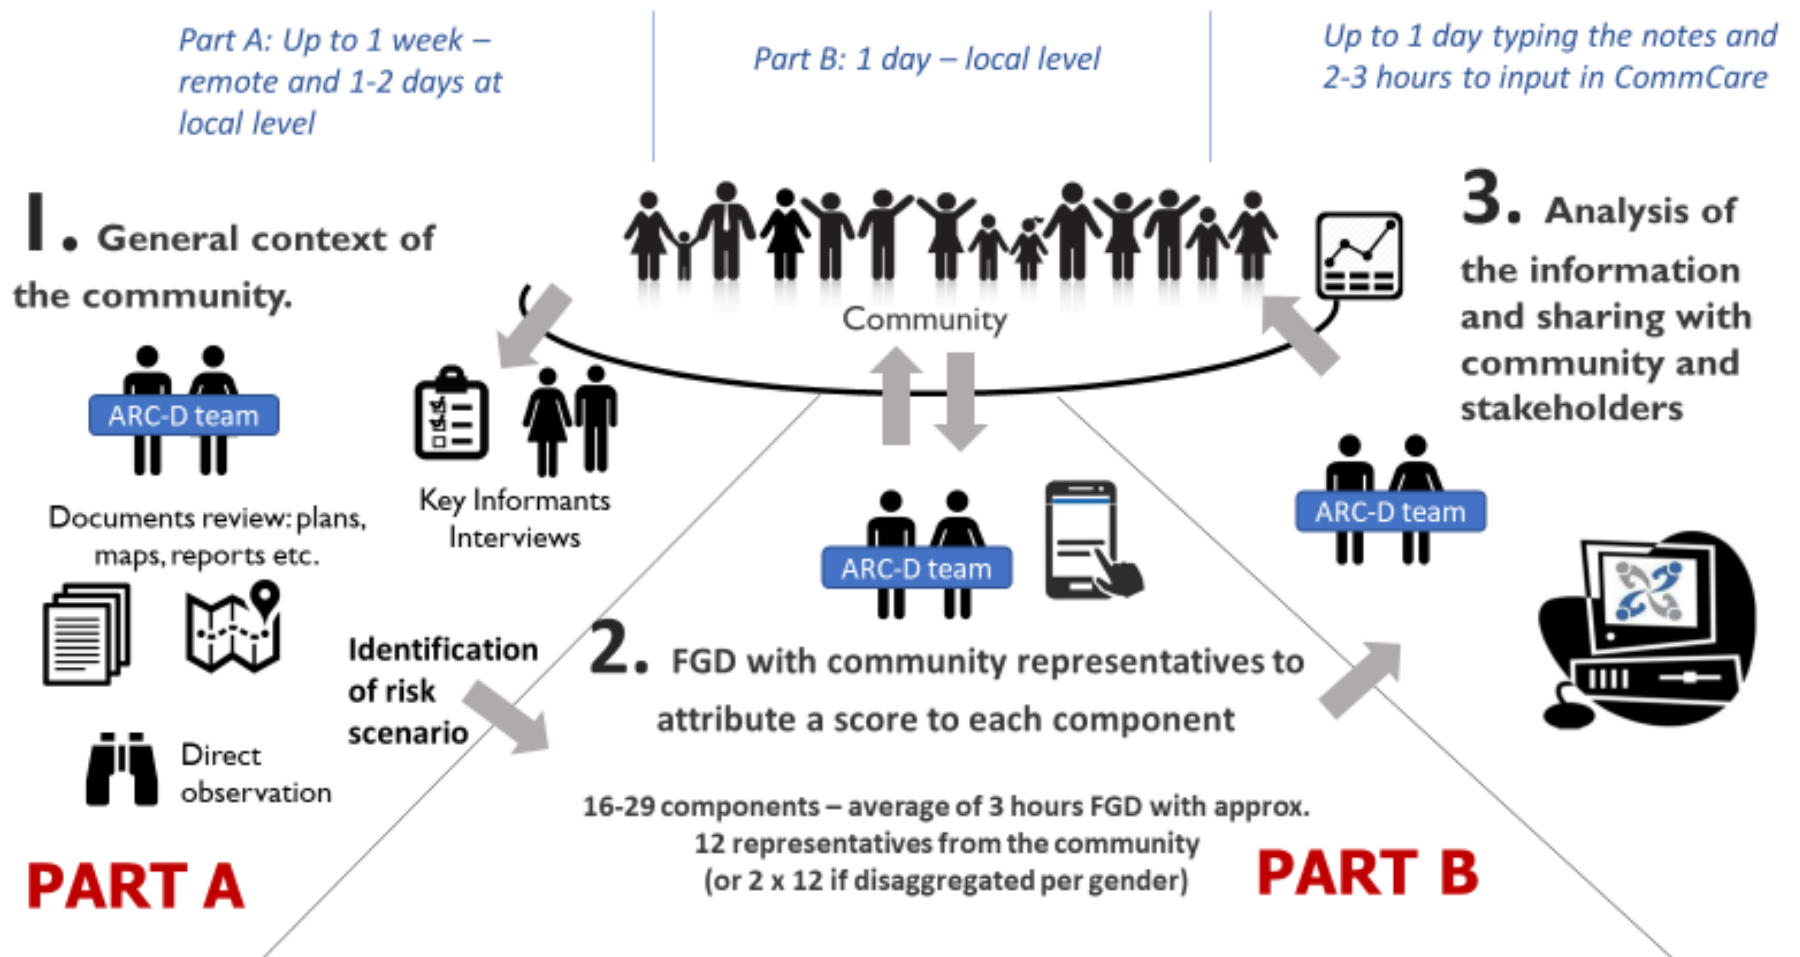 Part A: Up to 1 week –
remote and 1-2 days at
local level
Part B: 1 day – local level
Up to 1 day typing the notes and
2-3 hours to input in CommCare
1. General context of
the community.
ARC-D team
Documents review: plans,
maps, reports etc.
Direct
observation
Key Informants
Interviews
Identification
of risk
scenario
PART A
Community
ARC-D team
2. FGD with community representatives to
attribute a score to each component
16-29 components – average of 3 hours FGD with approx.
12 representatives from the community
(or 2 x 12 if disaggregated per gender)
PART B
3. Analysis of
the information
and sharing with
community and
stakeholders
ARC-D team